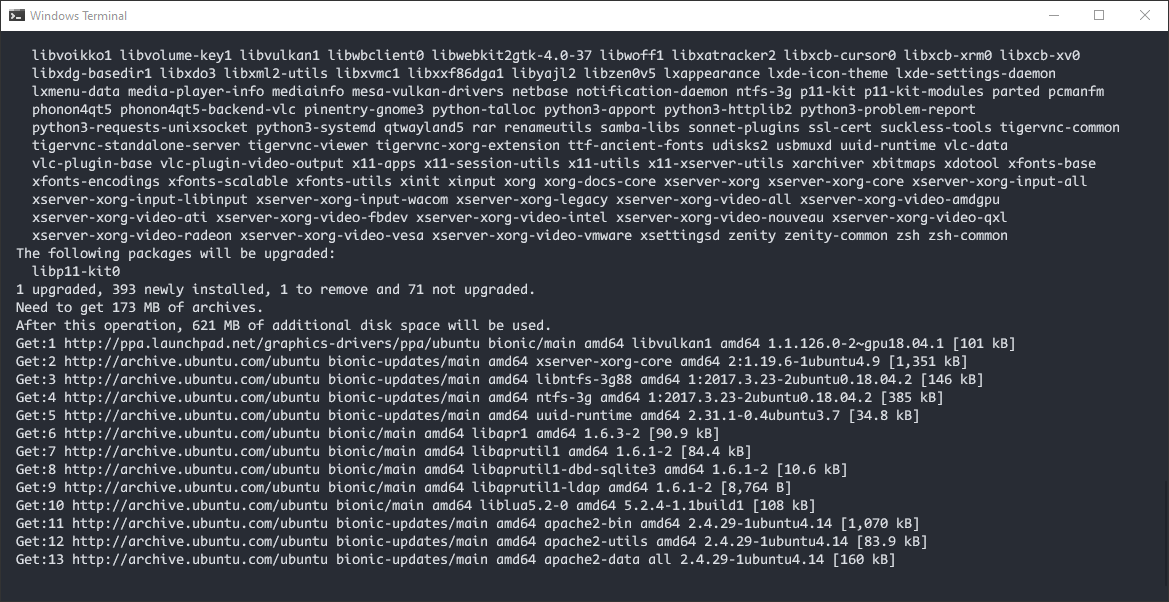 Windows Terminal
libvoikko1 libvolume-key1 libvulkan1 libwbclient0 libwebkit2gtk-4.0-37 libwoff1 libxatracker2 libxcb-cursor0 libxcb-xrm0 libxcb-xv0
libxdg-basedir1 libxdo3 libxml2-utils libxvmc1 libxxf86dga1 libyajl2 libzen0v5 lxappearance lxde-icon-theme lxde-settings-daemon
lxmenu-data media-player-info mediainfo mesa-vulkan-drivers netbase notification-daemon ntfs-3g p11-kit p11-kit-modules parted pcmanfm
phonon4qt5 phonon4qt5-backend-vlc pinentry-gnome3 python-talloc python3-apport python3-httplib2 python3-problem-report
python3-requests-unixsocket python3-systemd qtwayland5 rar renameutils samba-libs sonnet-plugins ssl-cert suckless-tools tigervnc-common
tigervnc-standalone-server tigervnc-viewer tigervnc-xorg-extension ttf-ancient-fonts udisks2 usbmuxd uuid-runtime vlc-data
vlc-plugin-base vlc-plugin-video-output x11-apps x11-session-utils x11-utils x11-xserver-utils xarchiver xbitmaps xdotool xfonts-base
xfonts-encodings xfonts-scalable xfonts-utils xinit xinput xorg xorg-docs-core xserver-xorg xserver-xorg-core xserver-xorg-input-all
xserver-xorg-input-libinput xserver-xorg-input-wacom xserver-xorg-legacy xserver-xorg-video-all xserver-xorg-video-amdgpu
xserver-xorg-video-ati xserver-xorg-video-fbdev xserver-xorg-video-intel xserver-xorg-video-nouveau xserver-xorg-video-qxl
xserver-xorg-video-radeon xserver-xorg-video-vesa xserver-xorg-video-vmware xsettingsd zenity zenity-common zsh zsh-common
The following packages will be upgraded:
libp11-kit0
1 upgraded, 393 newly installed, 1 to remove and 71 not upgraded.
Need to get 173 MB of archives.
After this operation, 621 MB of additional disk space will be used.
Get:1 http://ppa.launchpad.net/graphics-drivers/ppa/ubuntu bionic/main amd64 libvulkan1 amd64 1.1.126.0-2~gpu18.04.1 [101 kB]
Get:2 http://archive.ubuntu.com/ubuntu bionic-updates/main amd64 xserver-xorg-core amd64 2:1.19.6-1ubuntu4.9 [1,351 kB]
Get:3 http://archive.ubuntu.com/ubuntu bionic-updates/main amd64 libntfs-3g88 amd64 1:2017.3.23-2ubuntu0.18.04.2 [146 kB]
Get:4 http://archive.ubuntu.com/ubuntu bionic-updates/main amd64 ntfs-3g amd64 1:2017.3.23-2ubuntu0.18.04.2 [385 kB]
Get:5 http://archive.ubuntu.com/ubuntu bionic-updates/main amd64 uuid-runtime amd64 2.31.1-0.4ubuntu3.7 [34.8 kB]
Get:6 http://archive.ubuntu.com/ubuntu bionic/main amd64 libapr1 amd64 1.6.3-2 [90.9 kB]
Get:7 http://archive.ubuntu.com/ubuntu bionic/main amd64 libaprutil1 amd64 1.6.1-2 [84.4 kB]
Get:8 http://archive.ubuntu.com/ubuntu bionic/main amd64 libaprutil1-dbd-sqlite3 amd64 1.6.1-2 [10.6 kB]
Get:9 http://archive.ubuntu.com/ubuntu bionic/main amd64 libaprutil1-ldap amd64 1.6.1-2 [8,764 B]
Get:10 http://archive.ubuntu.com/ubuntu bionic/main amd64 liblua5.2-0 amd64 5.2.4-1.1build1 [108 kB]
Get:11 http://archive.ubuntu.com/ubuntu bionic-updates/main amd64 apache2-bin amd64 2.4.29-1ubuntu4.14 [1,070 kB]
Get:12 http://archive.ubuntu.com/ubuntu bionic-updates/main amd64 apache2-utils amd64 2.4.29-1ubuntu4.14 [83.9 kB]
Get:13 http://archive.ubuntu.com/ubuntu bionic-updates/main amd64 apache2-data all 2.4.29-1ubuntu4.14 [160 kB]